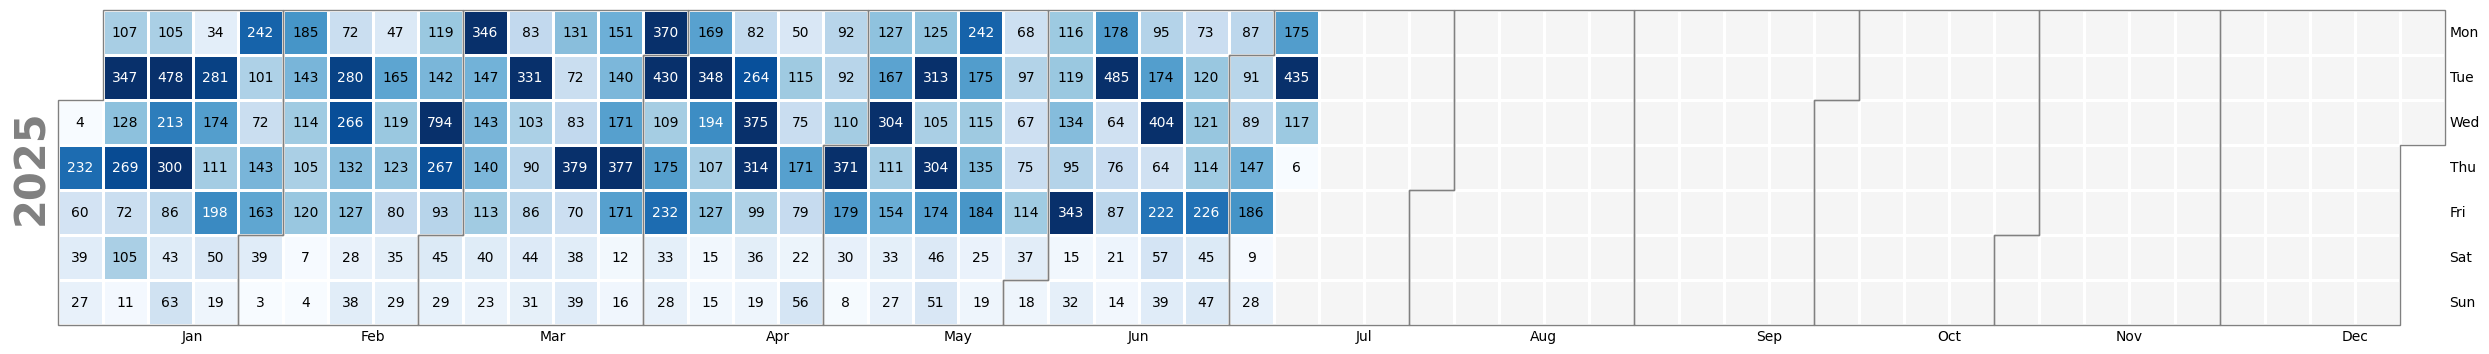 107 105 34 242 185 72 47 119 346 83 131 151 370 169 82 50 92 127 125 242 68 116 178 95 73 87 175 Mon
347 478 281 101 143 280 165 142 147 331 72 140 430 348 264 115 92 167 313 175 97 119 485 174 120 91 435 Tue
4 128 213 174 72 114 266 119 794 143 103 83 171 109 194 375 75 110 304 105 115 67 134 64 404 121 89 117 Wed
2025
232 269 300 111 143 105 132 123 267 140 90 379 377 175 107 314 171 371 111 304 135 75 95 76 64 114 147 6 Thu
60 72 86 198 163 120 127 80 93 113 86 70 171 232 127 99 79 179 154 174 184 114 343 87 222 226 186 Fri
39 105 43 50 39 7 28 35 45 40 44 38 12 33 15 36 22 30 33 46 25 37 15 21 57 45 9 Sat
27 11 63 19 3 4 38 29 29 23 31 39 16 28 15 19 56 8 27 51 19 18 32 14 39 47 28 Sun
Jan Feb Mar Apr May Jun Jul Aug Sep Oct Nov Dec